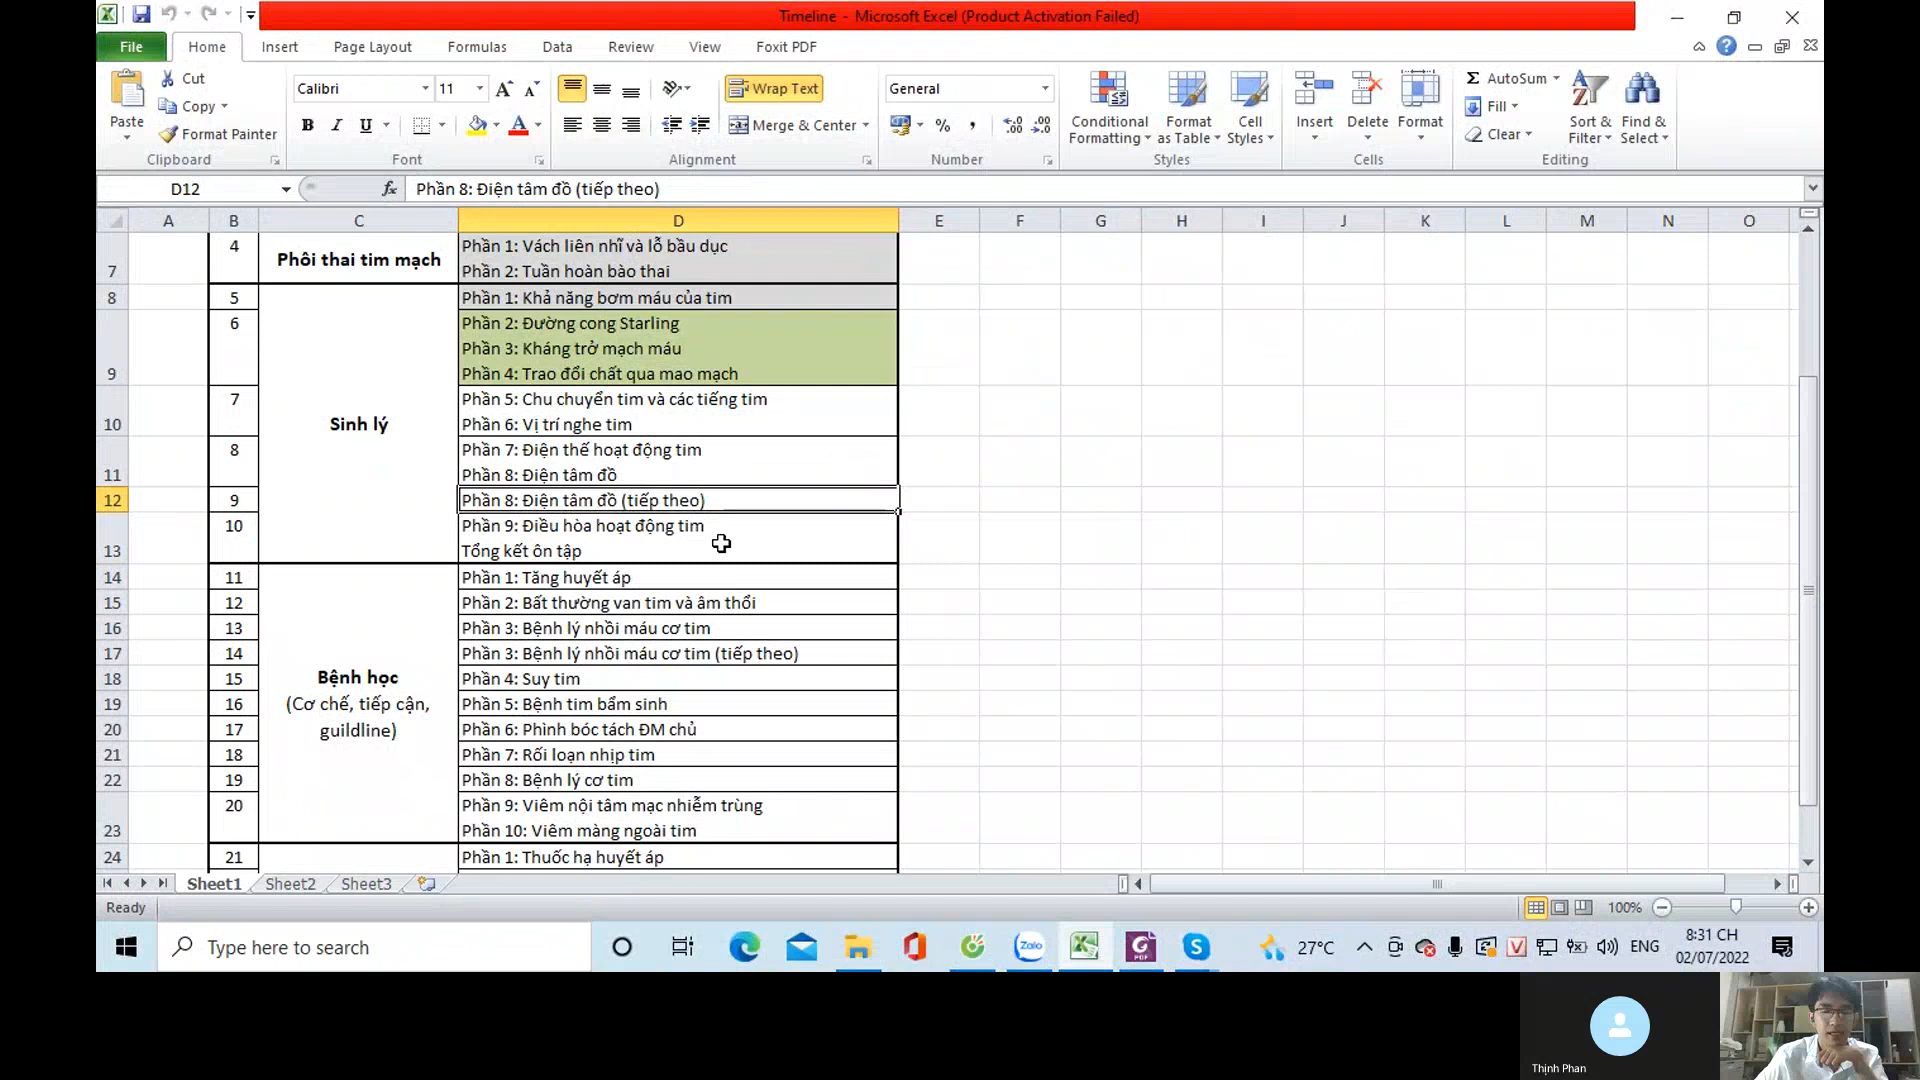 Timeline - Microsoft Excel (Product Activation Failed)
File Home Insert Page Layout Formulas Data Review View Foxit PDF
Paste
Cut
Copy
Format Painter
Clipboard
Calibri 11
B I U A
Font
Wrap Text
Merge & Center
Alignment
General
% ,
Number
Conditional Formatting
Format as Table
Cell Styles
Styles
Insert Delete Format
Cells
AutoSum
Fill
Clear
Sort & Filter
Find & Select
Editing
D12 fx Phần 8: Điện tâm đồ (tiếp theo)
A B C D E F G H I J K L M N O
4 Phần 1: Vách liên nhĩ và lỗ bầu dục
Phôi thai tim mạch
7 Phần 2: Tuần hoàn bào thai
8 5 Phần 1: Khả năng bơm máu của tim
6 Phần 2: Đường cong Starling
Phần 3: Kháng trở mạch máu
9 Phần 4: Trao đổi chất qua mao mạch
7 Phần 5: Chu chuyển tim và các tiếng tim
10 Sinh lý Phần 6: Vị trí nghe tim
8 Phần 7: Điện thế hoạt động tim
11 Phần 8: Điện tâm đồ
12 9 Phần 8: Điện tâm đồ (tiếp theo)
10 Phần 9: Điều hòa hoạt động tim
13 Tổng kết ôn tập
14 11 Phần 1: Tăng huyết áp
15 12 Phần 2: Bất thường van tim và âm thổi
16 13 Phần 3: Bệnh lý nhồi máu cơ tim
17 14 Phần 3: Bệnh lý nhồi máu cơ tim (tiếp theo)
18 15 Bệnh học Phần 4: Suy tim
19 16 (Cơ chế, tiếp cận, Phần 5: Bệnh tim bẩm sinh
20 17 guildline) Phần 6: Phình bóc tách ĐM chủ
21 18 Phần 7: Rối loạn nhịp tim
22 19 Phần 8: Bệnh lý cơ tim
20 Phần 9: Viêm nội tâm mạc nhiễm trùng
23 Phần 10: Viêm màng ngoài tim
24 21 Phần 1: Thuốc hạ huyết áp
Sheet1 Sheet2 Sheet3
Ready 100%
Type here to search
Zalo
27°C
ENG
8:31 CH
02/07/2022
Thịnh Phan